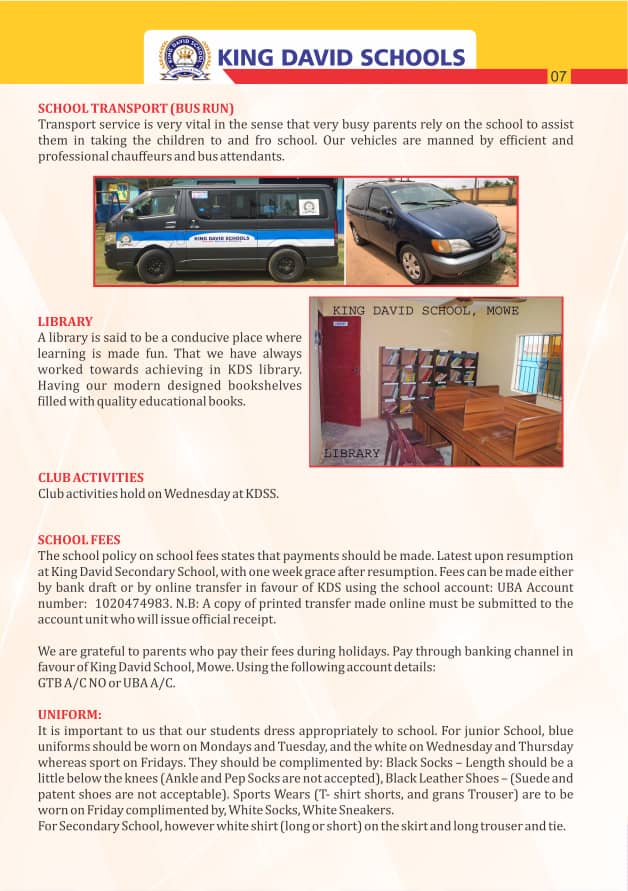 KING DAVID SCHOOLS
07
SCHOOL TRANSPORT (BUS RUN)
Transport service is very vital in the sense that very busy parents rely on the school to assist
them in taking the children to and fro school. Our vehicles are manned by efficient and
professional chauffeurs and bus attendants.
KING DAVID SCHOOLS
LIBRARY
A library is said to be a conducive place where
learning is made fun. That we have always
worked towards achieving in KDS library.
Having our modern designed bookshelves
filled with quality educational books.
KING DAVID SCHOOL, MOWE
LIBRARY
CLUB ACTIVITIES
Club activities hold on Wednesday at KDSS.
SCHOOL FEES
The school policy on school fees states that payments should be made. Latest upon resumption
at King David Secondary School, with one week grace after resumption. Fees can be made either
by bank draft or by online transfer in favour of KDS using the school account: UBA Account
number: 1020474983. N.B: A copy of printed transfer made online must be submitted to the
account unit who will issue official receipt.
We are grateful to parents who pay their fees during holidays. Pay through banking channel in
favour of King David School, Mowe. Using the following account details:
GTB A/C NO or UBA A/C.
UNIFORM:
It is important to us that our students dress appropriately to school. For junior School, blue
uniforms should be worn on Mondays and Tuesday, and the white on Wednesday and Thursday
whereas sport on Fridays. They should be complimented by: Black Socks – Length should be a
little below the knees (Ankle and Pep Socks are not accepted), Black Leather Shoes – (Suede and
patent shoes are not acceptable). Sports Wears (T- shirt shorts, and grans Trouser) are to be
worn on Friday complimented by, White Socks, White Sneakers.
For Secondary School, however white shirt (long or short) on the skirt and long trouser and tie.